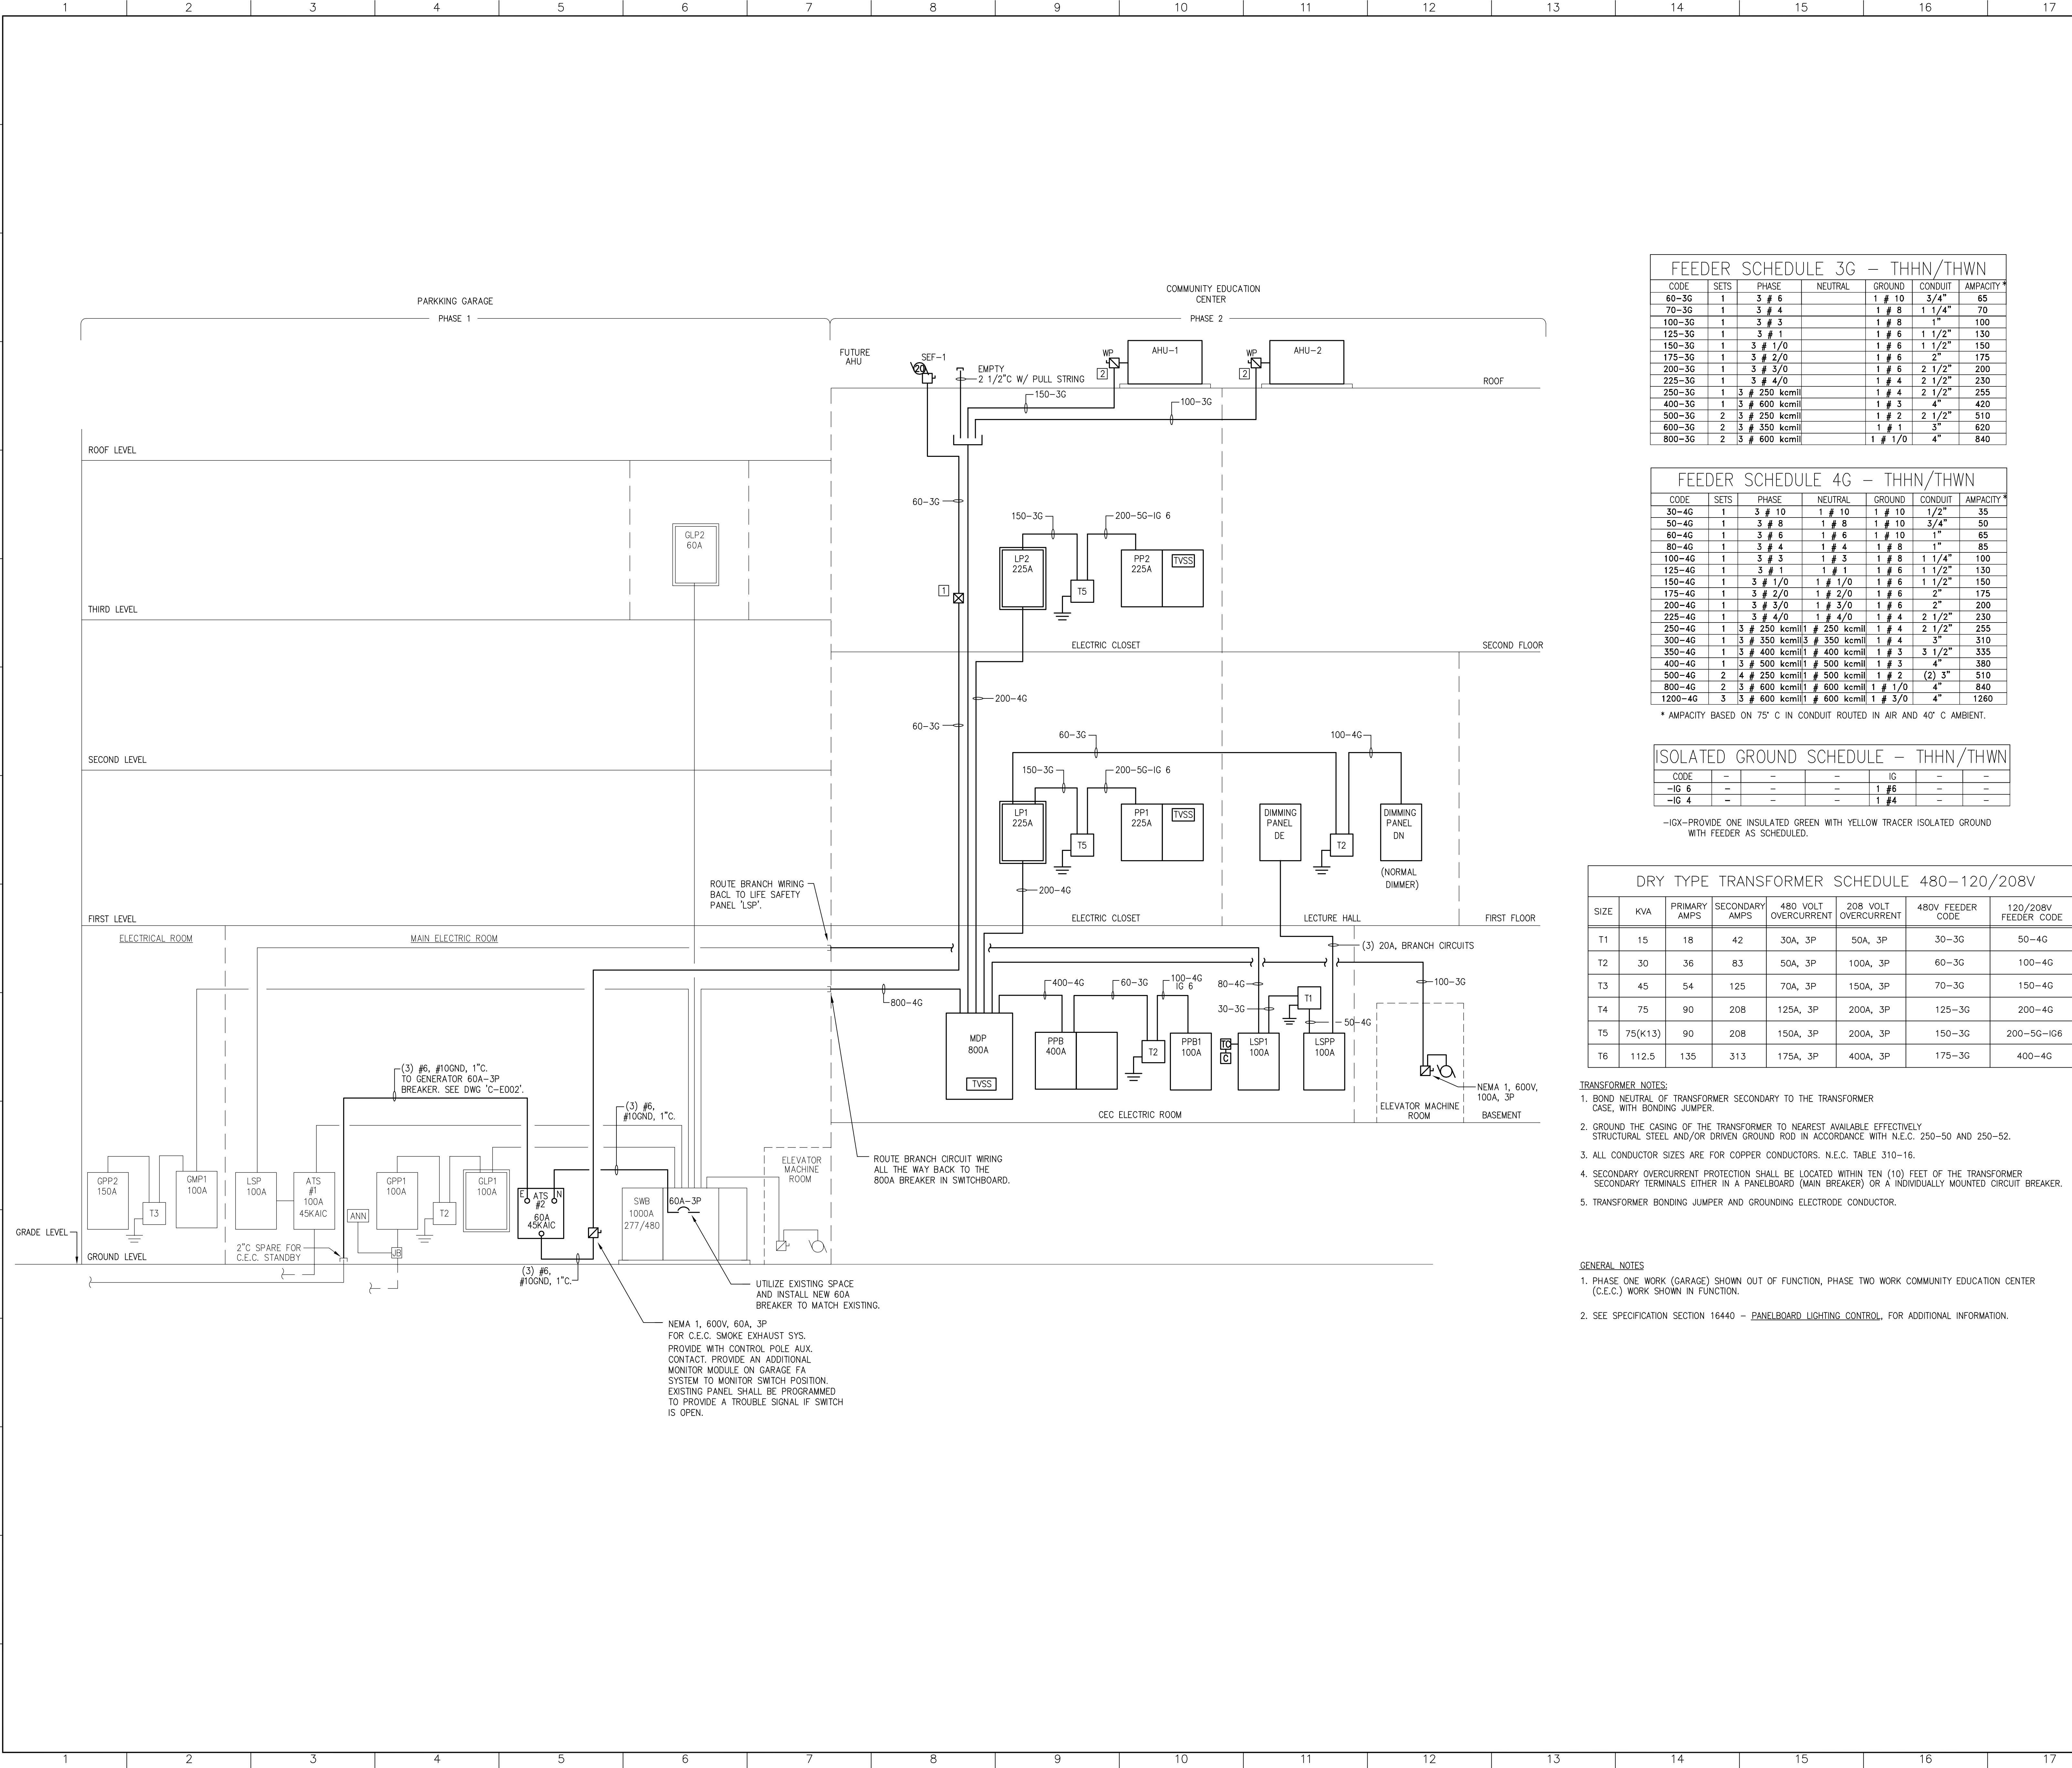 1 2 3 4 5 6 7 8 9 10 11 12 13 14 15 16 17
PARKKING GARAGE
PHASE 1
COMMUNITY EDUCATION
CENTER
PHASE 2
FUTURE
AHU
SEF-1
20
EMPTY
2 1/2"C W/ PULL STRING
WP
2
AHU-1
WP
2
AHU-2
ROOF
150-3G
100-3G
ROOF LEVEL
60-3G
GLP2
60A
150-3G
200-5G-IG 6
LP2
225A
T5
PP2
225A
TVSS
1
THIRD LEVEL
ELECTRIC CLOSET
SECOND FLOOR
200-4G
60-3G
60-3G
100-4G
SECOND LEVEL
150-3G
200-5G-IG 6
LP1
225A
T5
PP1
225A
TVSS
DIMMING
PANEL
DE
T2
DIMMING
PANEL
DN
(NORMAL
DIMMER)
ROUTE BRANCH WIRING
BACL TO LIFE SAFETY
PANEL 'LSP'.
200-4G
FIRST LEVEL
ELECTRIC CLOSET
LECTURE HALL
FIRST FLOOR
ELECTRICAL ROOM
MAIN ELECTRIC ROOM
(3) 20A, BRANCH CIRCUITS
800-4G
400-4G
60-3G
100-4G
IG 6
80-4G
30-3G
T1
50-4G
100-3G
MDP
800A
TVSS
PPB
400A
T2
PPB1
100A
TC
C
LSP1
100A
LSPP
100A
NEMA 1, 600V,
100A, 3P
ELEVATOR MACHINE
ROOM
BASEMENT
CEC ELECTRIC ROOM
(3) #6, #10GND, 1"C.
TO GENERATOR 60A-3P
BREAKER. SEE DWG 'C-E002'.
(3) #6,
#10GND, 1"C.
ROUTE BRANCH CIRCUIT WIRING
ALL THE WAY BACK TO THE
800A BREAKER IN SWITCHBOARD.
ELEVATOR
MACHINE
ROOM
GPP2
150A
T3
GMP1
100A
LSP
100A
ATS
#1
100A
45KAIC
ANN
GPP1
100A
JB
T2
GLP1
100A
E
N
ATS
#2
60A
45KAIC
SWB
1000A
277/480
60A-3P
GRADE LEVEL
GROUND LEVEL
2"C SPARE FOR
C.E.C. STANDBY
(3) #6,
#10GND, 1"C.
UTILIZE EXISTING SPACE
AND INSTALL NEW 60A
BREAKER TO MATCH EXISTING.
NEMA 1, 600V, 60A, 3P
FOR C.E.C. SMOKE EXHAUST SYS.
PROVIDE WITH CONTROL POLE AUX.
CONTACT. PROVIDE AN ADDITIONAL
MONITOR MODULE ON GARAGE FA
SYSTEM TO MONITOR SWITCH POSITION.
EXISTING PANEL SHALL BE PROGRAMMED
TO PROVIDE A TROUBLE SIGNAL IF SWITCH
IS OPEN.
FEEDER SCHEDULE 3G - THHN/THWN
CODE SETS PHASE NEUTRAL GROUND CONDUIT AMPACITY *
60-3G 1 3 # 6 1 # 10 3/4" 65
70-3G 1 3 # 4 1 # 8 1 1/4" 70
100-3G 1 3 # 3 1 # 8 1" 100
125-3G 1 3 # 1 1 # 6 1 1/2" 130
150-3G 1 3 # 1/0 1 # 6 1 1/2" 150
175-3G 1 3 # 2/0 1 # 6 2" 175
200-3G 1 3 # 3/0 1 # 6 2 1/2" 200
225-3G 1 3 # 4/0 1 # 4 2 1/2" 230
250-3G 1 3 # 250 kcmil 1 # 4 2 1/2" 255
400-3G 1 3 # 600 kcmil 1 # 3 4" 420
500-3G 2 3 # 250 kcmil 1 # 2 2 1/2" 510
600-3G 2 3 # 350 kcmil 1 # 1 3" 620
800-3G 2 3 # 600 kcmil 1 # 1/0 4" 840
FEEDER SCHEDULE 4G - THHN/THWN
CODE SETS PHASE NEUTRAL GROUND CONDUIT AMPACITY *
30-4G 1 3 # 10 1 # 10 1 # 10 1/2" 35
50-4G 1 3 # 8 1 # 8 1 # 10 3/4" 50
60-4G 1 3 # 6 1 # 6 1 # 10 1" 65
80-4G 1 3 # 4 1 # 4 1 # 8 1" 85
100-4G 1 3 # 3 1 # 3 1 # 8 1 1/4" 100
125-4G 1 3 # 1 1 # 1 1 # 6 1 1/2" 130
150-4G 1 3 # 1/0 1 # 1/0 1 # 6 1 1/2" 150
175-4G 1 3 # 2/0 1 # 2/0 1 # 6 2" 175
200-4G 1 3 # 3/0 1 # 3/0 1 # 6 2" 200
225-4G 1 3 # 4/0 1 # 4/0 1 # 4 2 1/2" 230
250-4G 1 3 # 250 kcmil 1 # 250 kcmil 1 # 4 2 1/2" 255
300-4G 1 3 # 350 kcmil 3 # 350 kcmil 1 # 4 3" 310
350-4G 1 3 # 400 kcmil 1 # 400 kcmil 1 # 3 3 1/2" 335
400-4G 1 3 # 500 kcmil 1 # 500 kcmil 1 # 3 4" 380
500-4G 2 4 # 250 kcmil 1 # 500 kcmil 1 # 2 (2) 3" 510
800-4G 2 3 # 600 kcmil 1 # 600 kcmil 1 # 1/0 4" 840
1200-4G 3 3 # 600 kcmil 1 # 600 kcmil 1 # 3/0 4" 1260
* AMPACITY BASED ON 75° C IN CONDUIT ROUTED IN AIR AND 40° C AMBIENT.
ISOLATED GROUND SCHEDULE - THHN/THWN
CODE - - - IG - -
-IG 6 - - - 1 #6 - -
-IG 4 - - - 1 #4 - -
-IGX-PROVIDE ONE INSULATED GREEN WITH YELLOW TRACER ISOLATED GROUND
WITH FEEDER AS SCHEDULED.
DRY TYPE TRANSFORMER SCHEDULE 480-120/208V
SIZE KVA PRIMARY AMPS SECONDARY AMPS 480 VOLT OVERCURRENT 208 VOLT OVERCURRENT 480V FEEDER CODE 120/208V FEEDER CODE
T1 15 18 42 30A, 3P 50A, 3P 30-3G 50-4G
T2 30 36 83 50A, 3P 100A, 3P 60-3G 100-4G
T3 45 54 125 70A, 3P 150A, 3P 70-3G 150-4G
T4 75 90 208 125A, 3P 200A, 3P 125-3G 200-4G
T5 75(K13) 90 208 150A, 3P 200A, 3P 150-3G 200-5G-IG6
T6 112.5 135 313 175A, 3P 400A, 3P 175-3G 400-4G
TRANSFORMER NOTES:
1. BOND NEUTRAL OF TRANSFORMER SECONDARY TO THE TRANSFORMER
CASE, WITH BONDING JUMPER.
2. GROUND THE CASING OF THE TRANSFORMER TO NEAREST AVAILABLE EFFECTIVELY
STRUCTURAL STEEL AND/OR DRIVEN GROUND ROD IN ACCORDANCE WITH N.E.C. 250-50 AND 250-52.
3. ALL CONDUCTOR SIZES ARE FOR COPPER CONDUCTORS. N.E.C. TABLE 310-16.
4. SECONDARY OVERCURRENT PROTECTION SHALL BE LOCATED WITHIN TEN (10) FEET OF THE TRANSFORMER
SECONDARY TERMINALS EITHER IN A PANELBOARD (MAIN BREAKER) OR A INDIVIDUALLY MOUNTED CIRCUIT BREAKER.
5. TRANSFORMER BONDING JUMPER AND GROUNDING ELECTRODE CONDUCTOR.
GENERAL NOTES
1. PHASE ONE WORK (GARAGE) SHOWN OUT OF FUNCTION, PHASE TWO WORK COMMUNITY EDUCATION CENTER
(C.E.C.) WORK SHOWN IN FUNCTION.
2. SEE SPECIFICATION SECTION 16440 - PANELBOARD LIGHTING CONTROL, FOR ADDITIONAL INFORMATION.
1 2 3 4 5 6 7 8 9 10 11 12 13 14 15 16 17